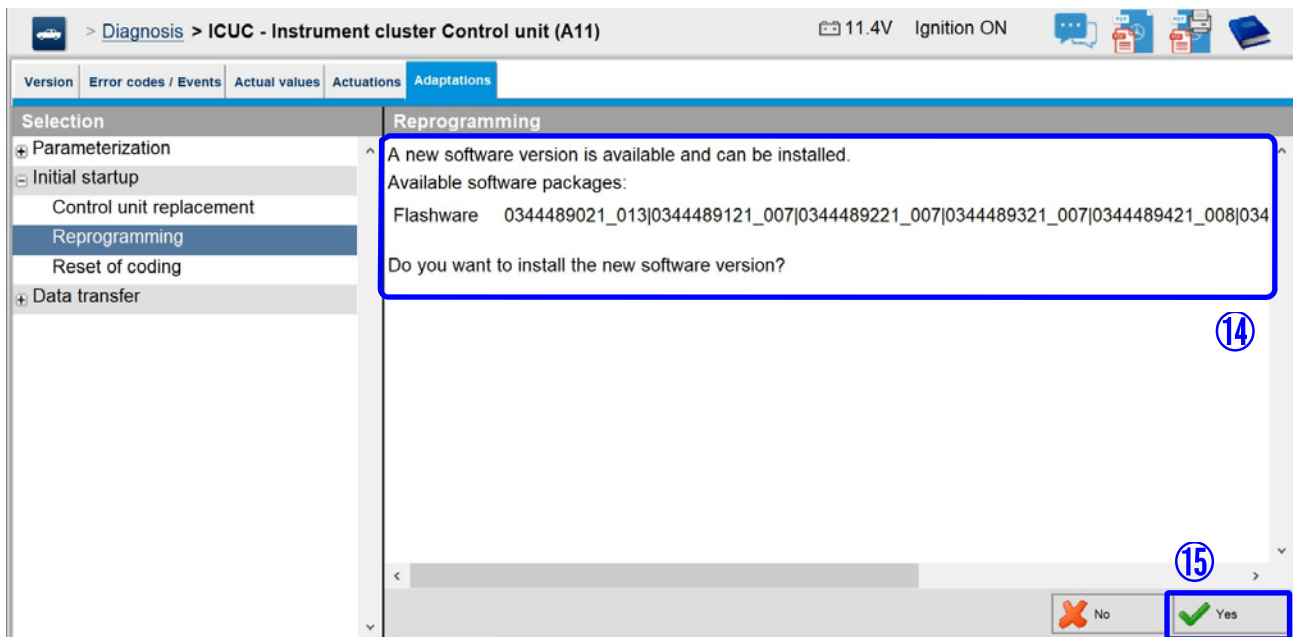 > Diagnosis > ICUC - Instrument cluster Control unit (A11) 11.4V Ignition ON
Version Error codes / Events Actual values Actuations Adaptations
Selection
Parameterization
Initial startup
Control unit replacement
Reprogramming
Reset of coding
Data transfer
Reprogramming
A new software version is available and can be installed.
Available software packages:
Flashware 0344489021_013|0344489121_007|0344489221_007|0344489321_007|0344489421_008|034
Do you want to install the new software version?
⑭
⑮
No Yes